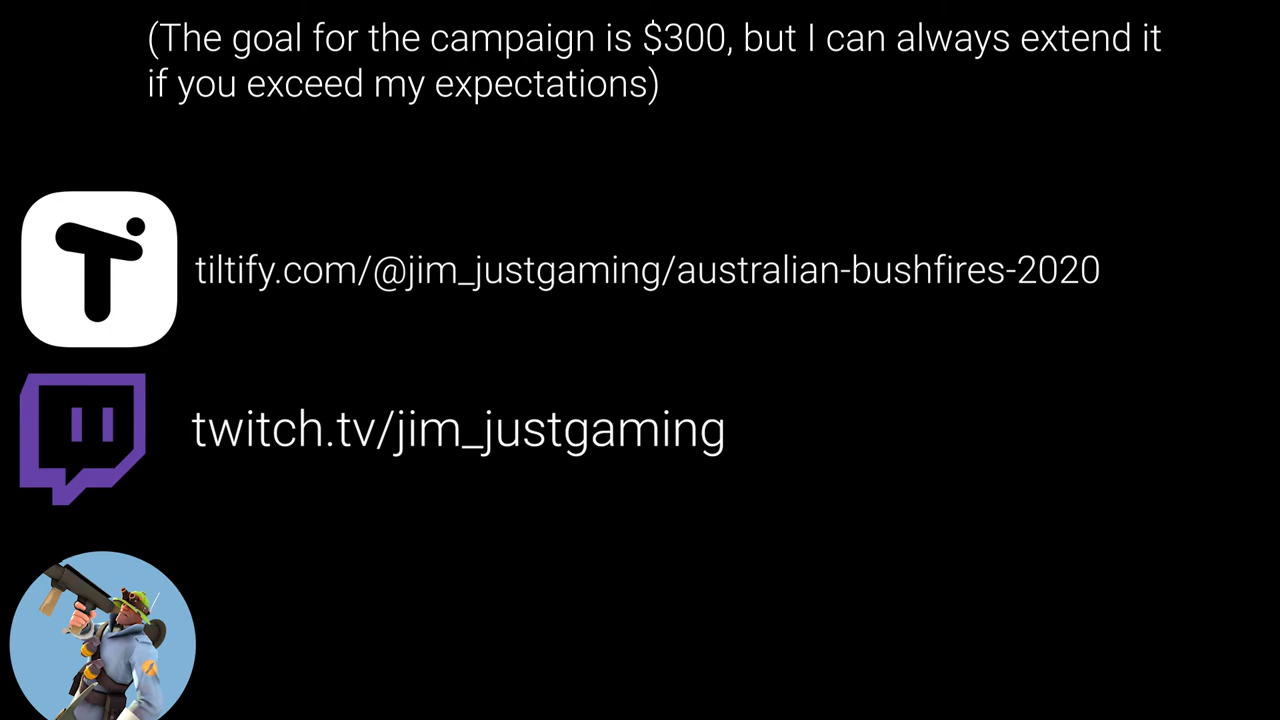 (The goal for the campaign is $300, but I can always extend it
if you exceed my expectations)
tiltify.com/@jim_justgaming/australian-bushfires-2020
twitch.tv/jim_justgaming